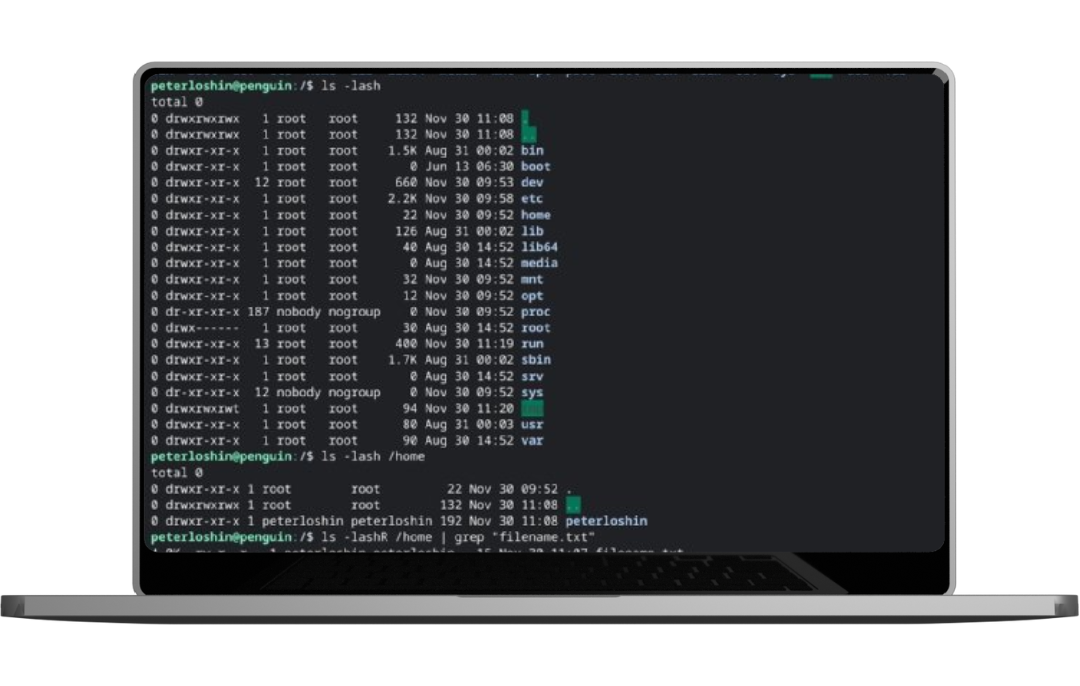 peterloshin@penguin:/$ ls -lash
total 0
0 drwxrwxrwx   1 root   root     132 Nov 30 11:08 .
0 drwxrwxrwx   1 root   root     132 Nov 30 11:08 ..
0 drwxr-xr-x   1 root   root    1.5K Aug 31 00:02 bin
0 drwxr-xr-x   1 root   root       0 Jun 13 06:30 boot
0 drwxr-xr-x  12 root   root     660 Nov 30 09:53 dev
0 drwxr-xr-x   1 root   root    2.2K Nov 30 09:58 etc
0 drwxr-xr-x   1 root   root      22 Nov 30 09:52 home
0 drwxr-xr-x   1 root   root     126 Aug 31 00:02 lib
0 drwxr-xr-x   1 root   root      40 Aug 30 14:52 lib64
0 drwxr-xr-x   1 root   root       0 Aug 30 14:52 media
0 drwxr-xr-x   1 root   root      32 Nov 30 09:52 mnt
0 drwxr-xr-x   1 root   root      12 Nov 30 09:52 opt
0 dr-xr-xr-x 187 nobody nogroup    0 Nov 30 09:52 proc
0 drwx------   1 root   root      30 Aug 30 14:52 root
0 drwxr-xr-x  13 root   root     400 Nov 30 11:19 run
0 drwxr-xr-x   1 root   root    1.7K Aug 31 00:02 sbin
0 drwxr-xr-x   1 root   root       0 Aug 30 14:52 srv
0 dr-xr-xr-x  12 nobody nogroup    0 Nov 30 09:52 sys
0 drwxrwxrwt   1 root   root      94 Nov 30 11:20
0 drwxr-xr-x   1 root   root      80 Aug 31 00:03 usr
0 drwxr-xr-x   1 root   root      90 Aug 30 14:52 var
peterloshin@penguin:/$ ls -lash /home
total 0
0 drwxr-xr-x 1 root        root         22 Nov 30 09:52 .
0 drwxrwxrwx 1 root        root        132 Nov 30 11:08 ..
0 drwxr-xr-x 1 peterloshin peterloshin 192 Nov 30 11:08 peterloshin
peterloshin@penguin:/$ ls -lashR /home | grep "filename.txt"
1 peterloshin peterloshin 15 Nov 30 11:07 filename.txt